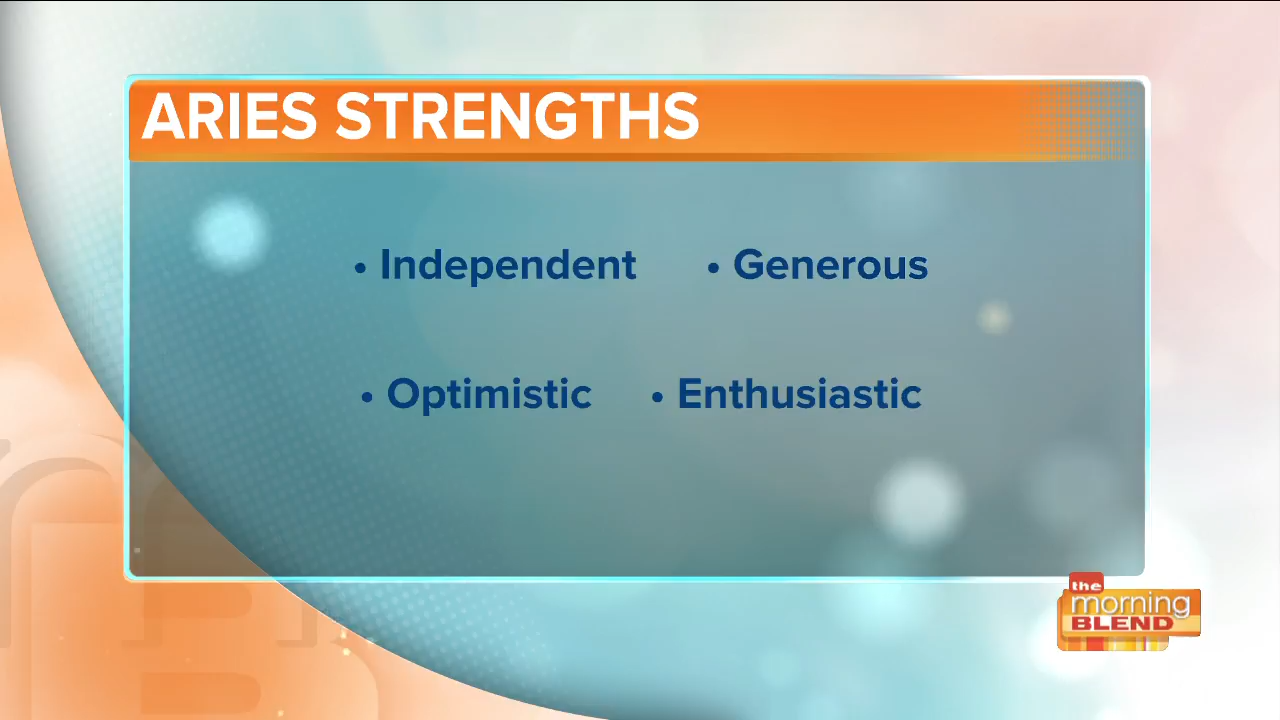 ARIES STRENGTHS
• Independent • Generous
• Optimistic • Enthusiastic
the
morning
BLEND